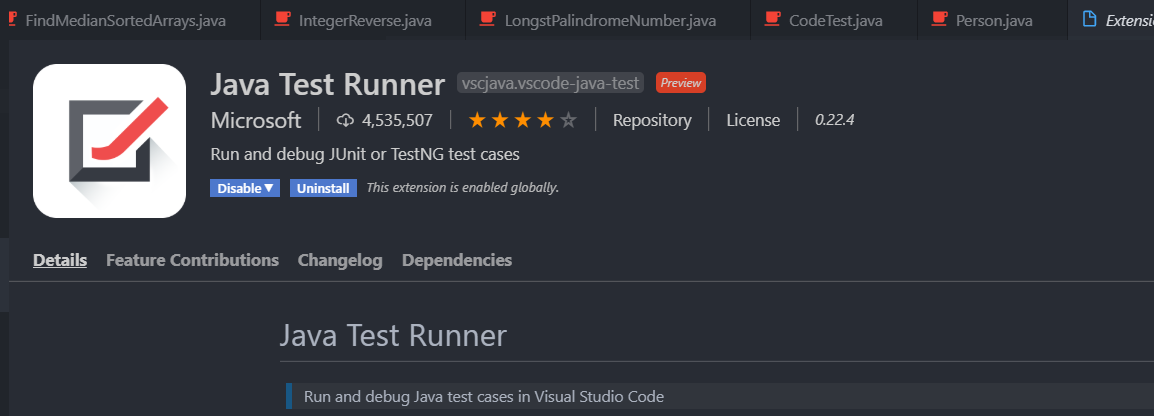 FindMedianSortedArrays.java IntegerReverse.java LongstPalindromeNumber.java CodeTest.java Person.java Extensio
Java Test Runner vscjava.vscode-java-test Preview
Microsoft 4,535,507 Repository License 0.22.4
Run and debug JUnit or TestNG test cases
Disable Uninstall This extension is enabled globally.
Details Feature Contributions Changelog Dependencies
Java Test Runner
Run and debug Java test cases in Visual Studio Code